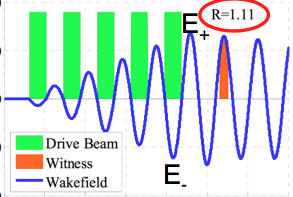 R=1.11
E+
E-
Drive Beam
Witness
Wakefield